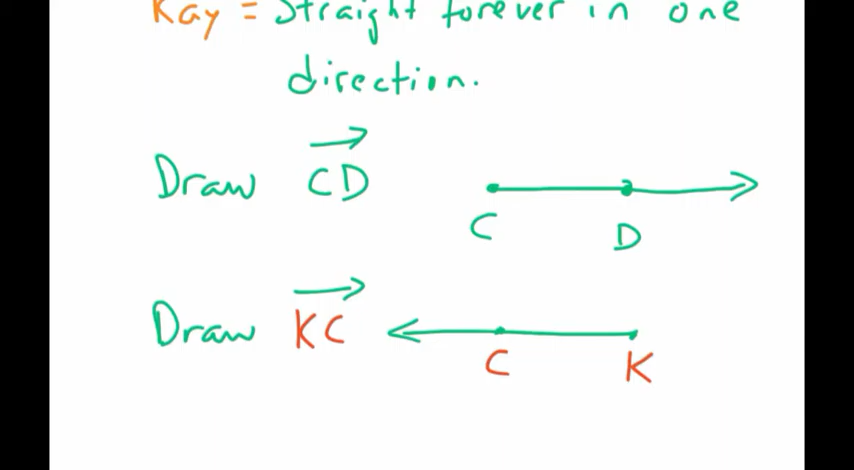 Ray = Straight forever in one
direction.
Draw CD
C D
Draw KC
C K